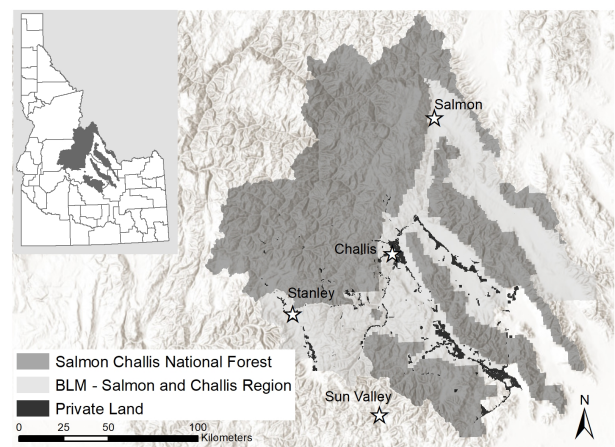 Salmon
Challis
Stanley
Salmon Challis National Forest
BLM - Salmon and Challis Region
Private Land
Sun Valley
N
0 25 50 100
Kilometers